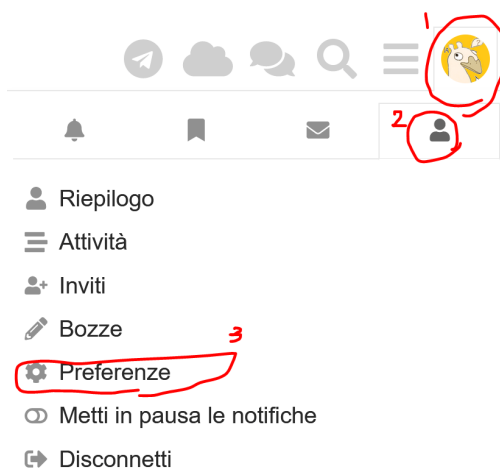 1
2
Riepilogo
Attività
Inviti
Bozze
3
Preferenze
Metti in pausa le notifiche
Disconnetti